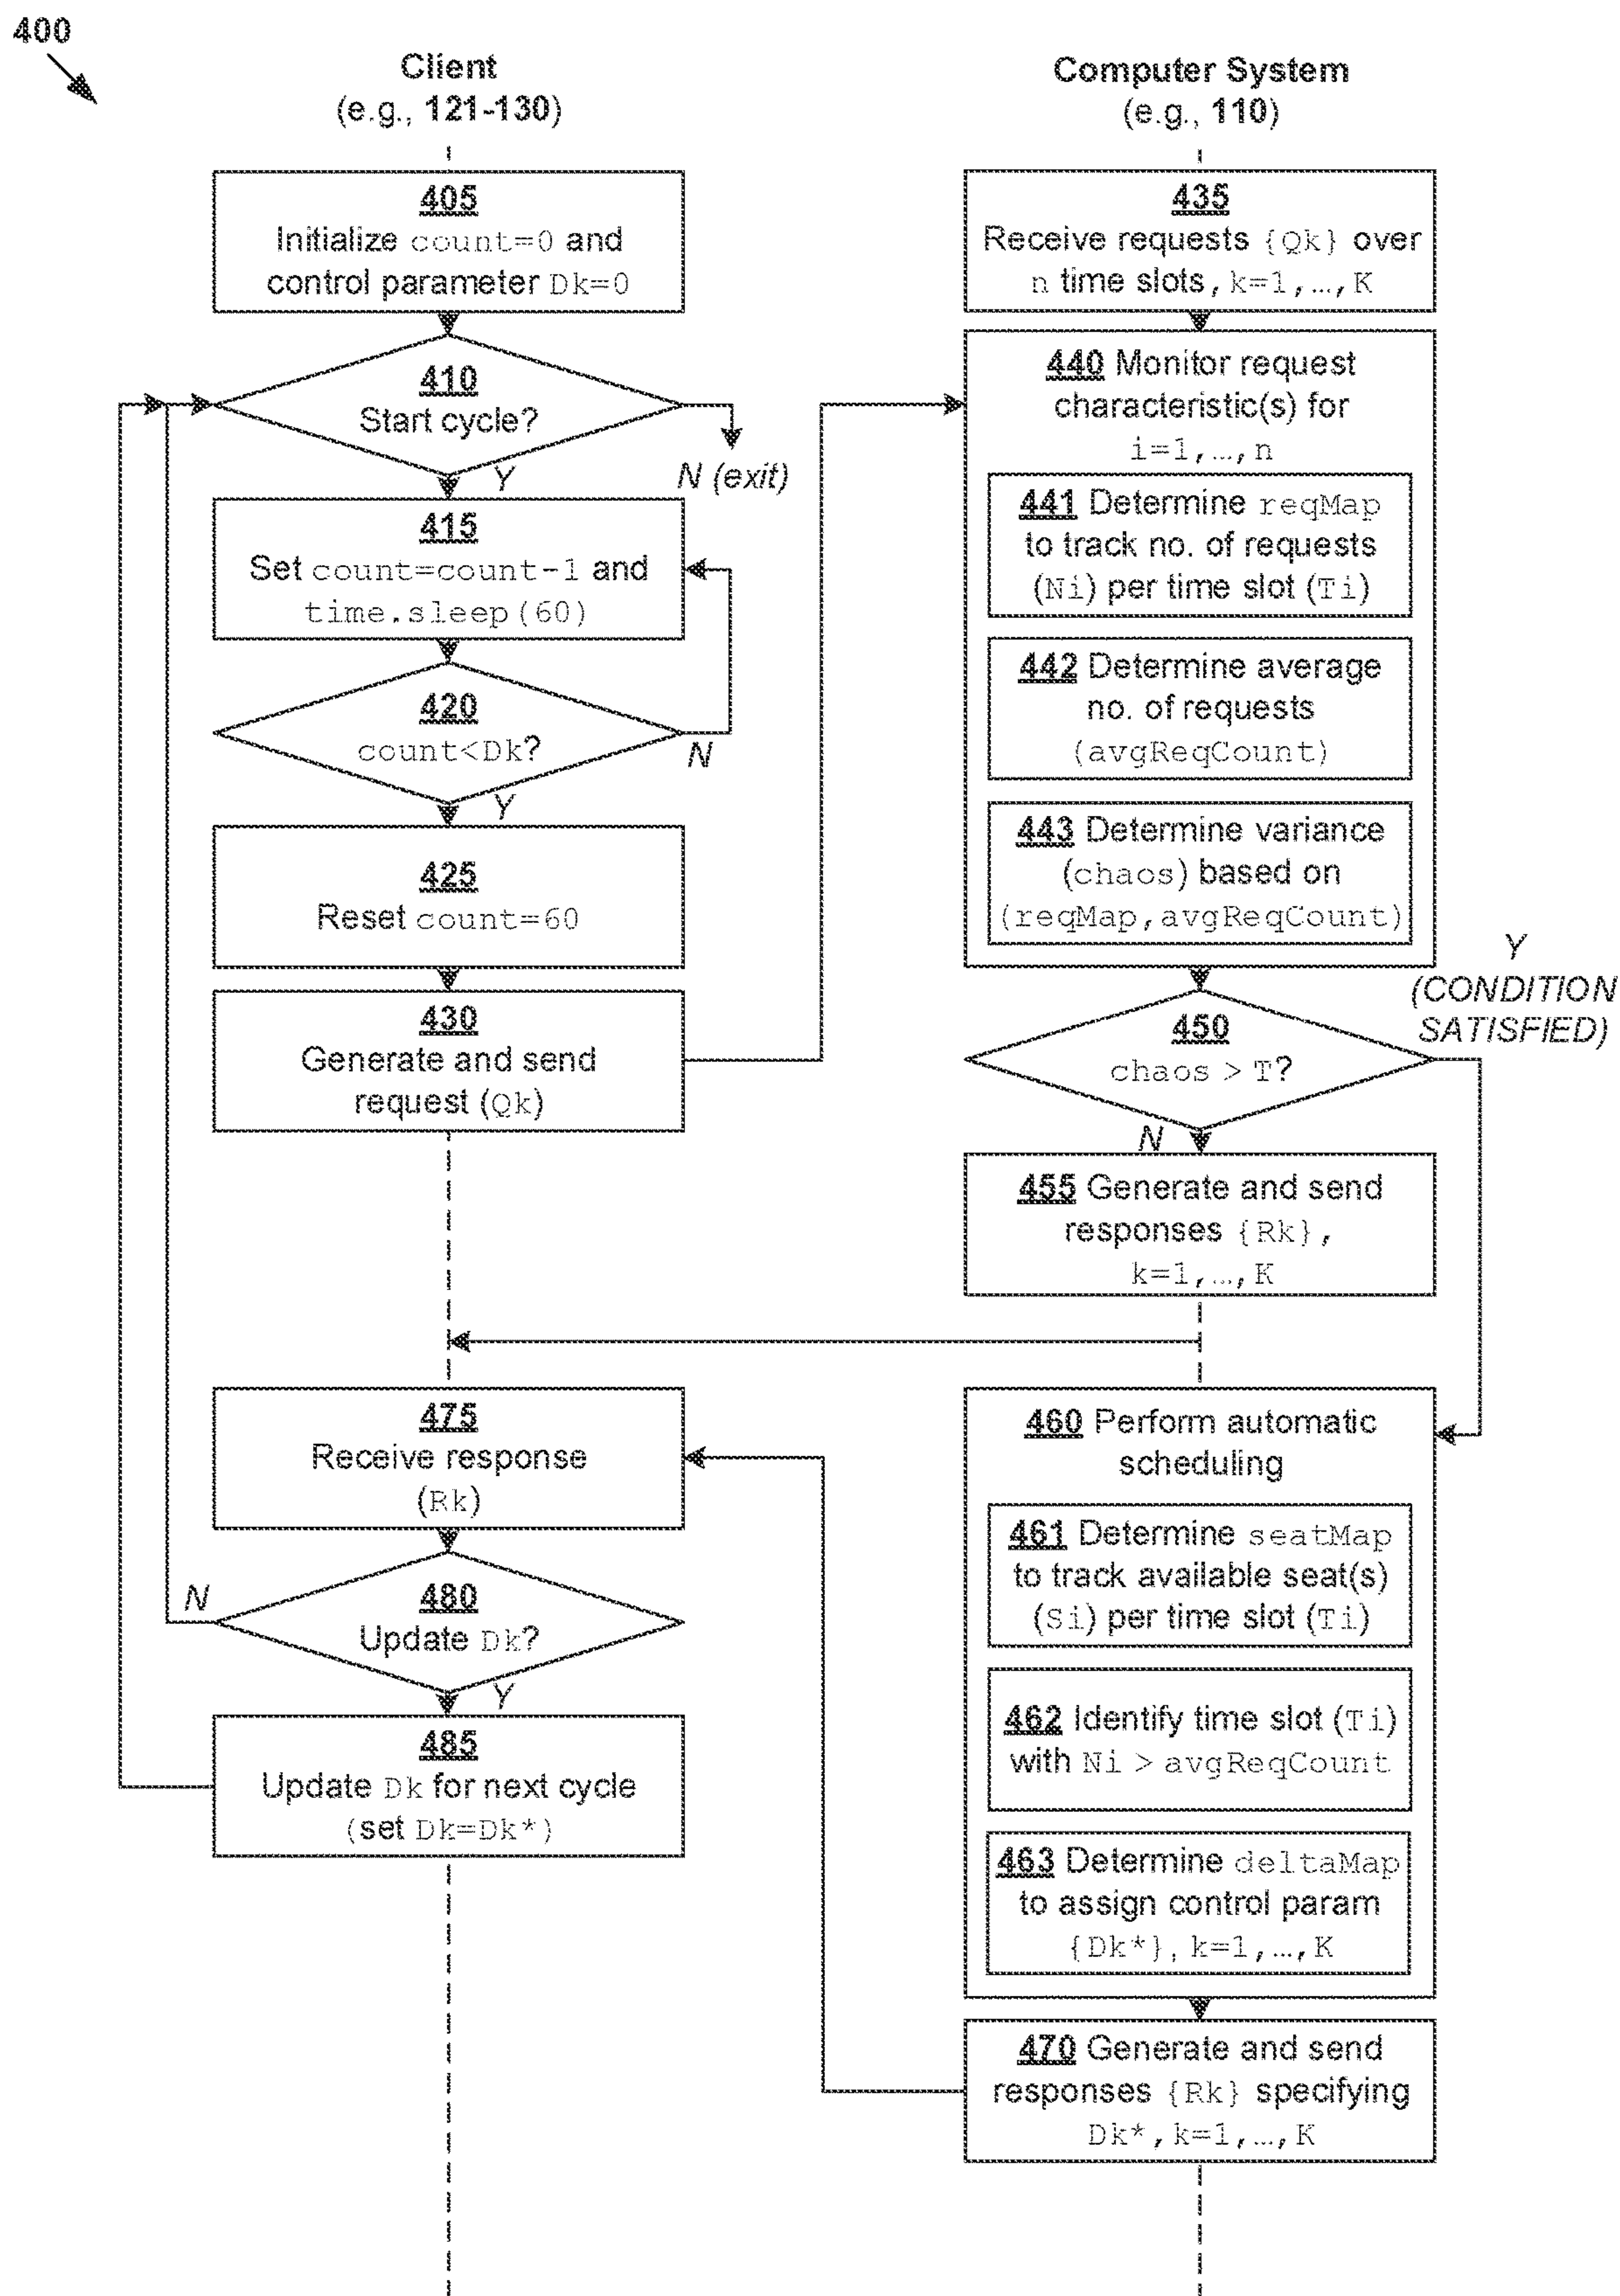 400
Client
(e.g., 121-130)
405
Initialize count=0 and
control parameter Dk=0
410
Start cycle?
N (exit)
Y
415
Set count=count-1 and
time.sleep(60)
420
count<Dk?
N
Y
425
Reset count=60
430
Generate and send
request (Qk)
475
Receive response
(Rk)
480
Update Dk?
N
Y
485
Update Dk for next cycle
(set Dk=Dk*)
Computer System
(e.g., 110)
435
Receive requests {Qk} over
n time slots, k=1,…,K
440 Monitor request
characteristic(s) for
i=1,…,n
441 Determine reqMap
to track no. of requests
(Ni) per time slot (Ti)
442 Determine average
no. of requests
(avgReqCount)
443 Determine variance
(chaos) based on
(reqMap,avgReqCount)
Y
(CONDITION
SATISFIED)
450
chaos > T?
N
455 Generate and send
responses {Rk},
k=1,…,K
460 Perform automatic
scheduling
461 Determine seatMap
to track available seat(s)
(Si) per time slot (Ti)
462 Identify time slot (Ti)
with Ni > avgReqCount
463 Determine deltaMap
to assign control param
{Dk*}, k=1,…,K
470 Generate and send
responses {Rk} specifying
Dk*, k=1,…,K